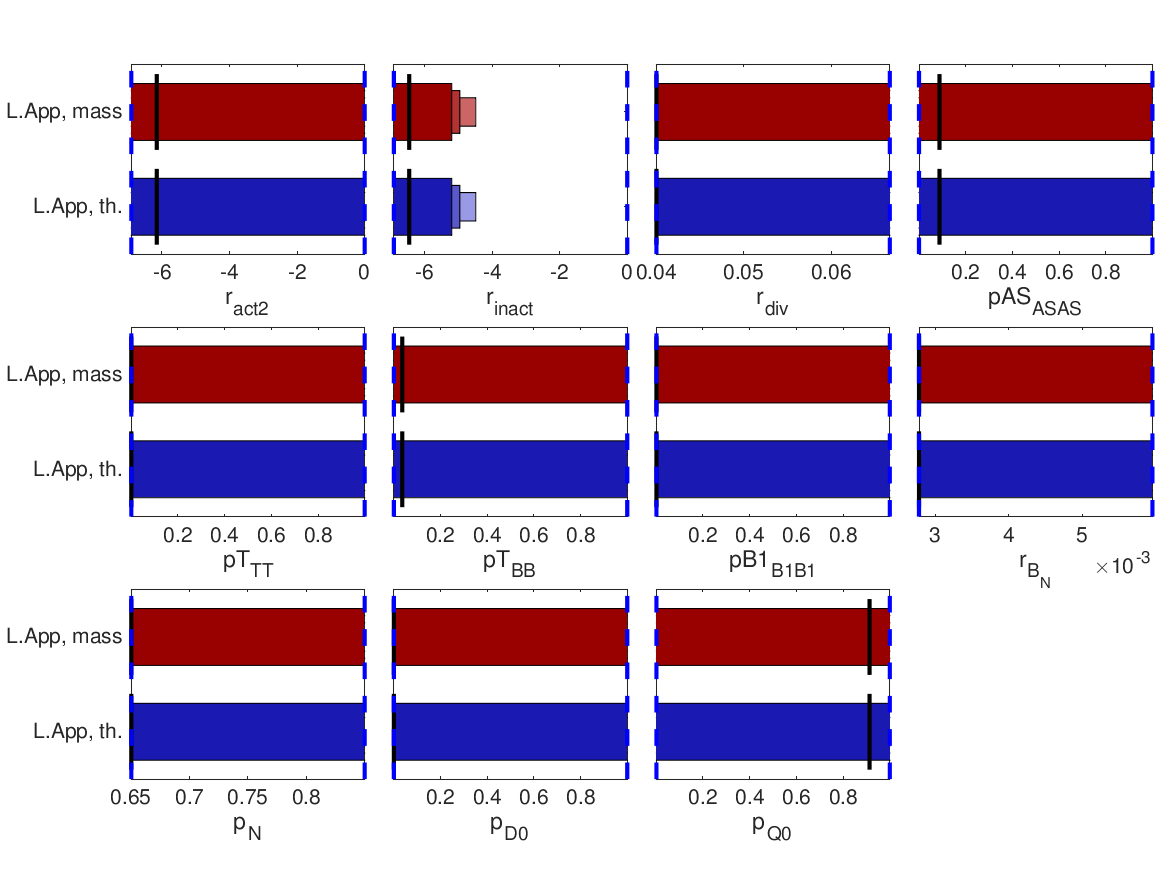 L.App, mass
L.App, th.
-6 -4 -2 0
r_act2
-6 -4 -2 0
r_inact
0.04 0.05 0.06
r_div
0.2 0.4 0.6 0.8
pAS_ASAS
L.App, mass
L.App, th.
0.2 0.4 0.6 0.8
pT_TT
0.2 0.4 0.6 0.8
pT_BB
0.2 0.4 0.6 0.8
pB1_B1B1
3 4 5
×10^-3
r_B_N
L.App, mass
L.App, th.
0.65 0.7 0.75 0.8
p_N
0.2 0.4 0.6 0.8
p_D0
0.2 0.4 0.6 0.8
p_Q0